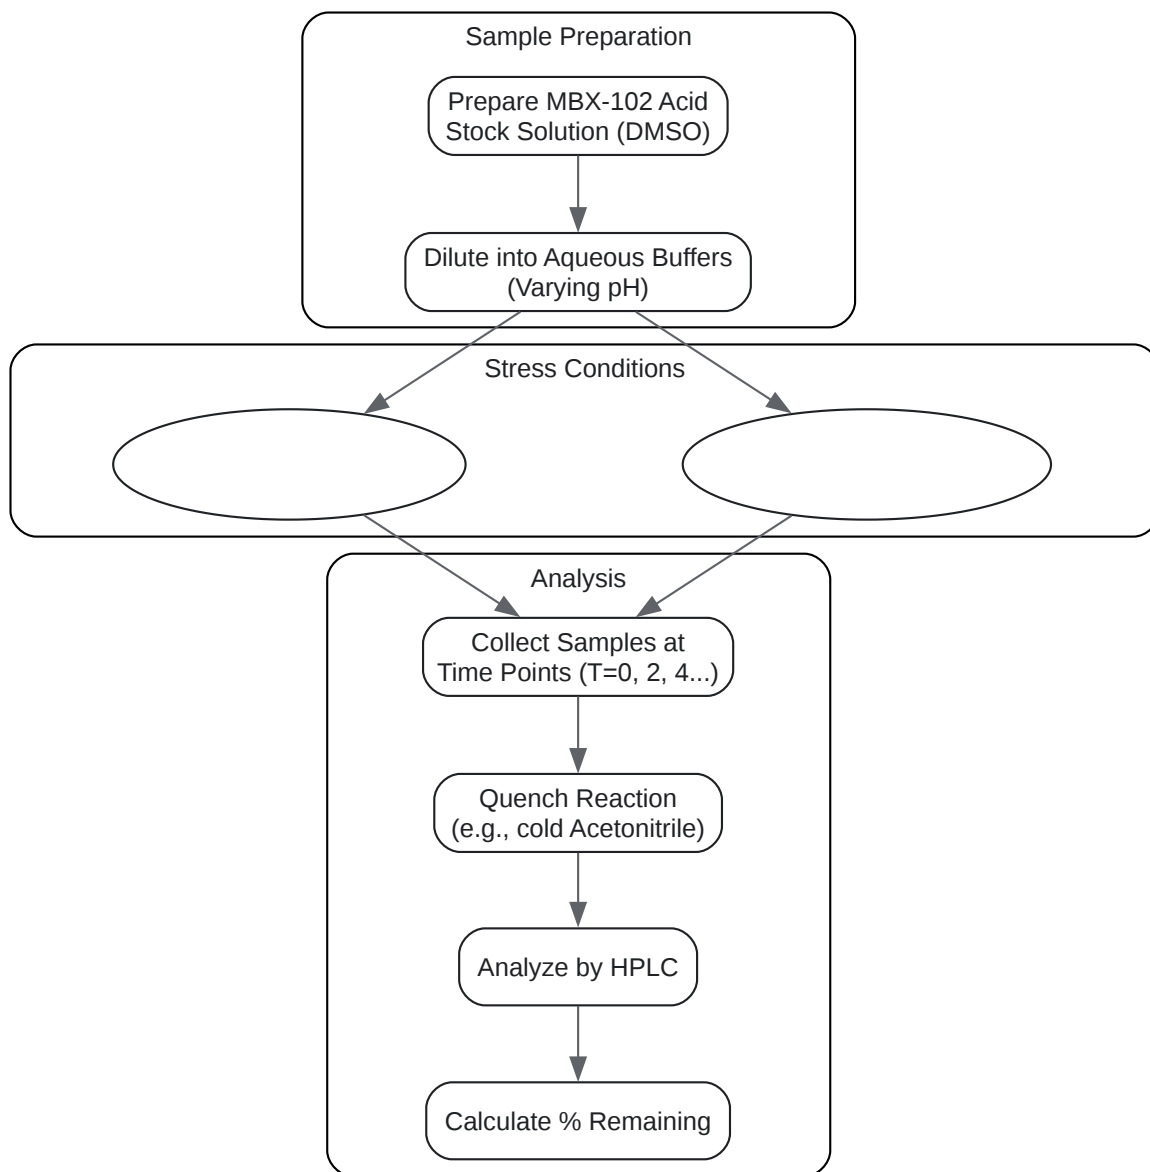 Sample Preparation
Prepare MBX-102 Acid
Stock Solution (DMSO)
Dilute into Aqueous Buffers
(Varying pH)
Stress Conditions
Analysis
Collect Samples at
Time Points (T=0, 2, 4...)
Quench Reaction
(e.g., cold Acetonitrile)
Analyze by HPLC
Calculate % Remaining